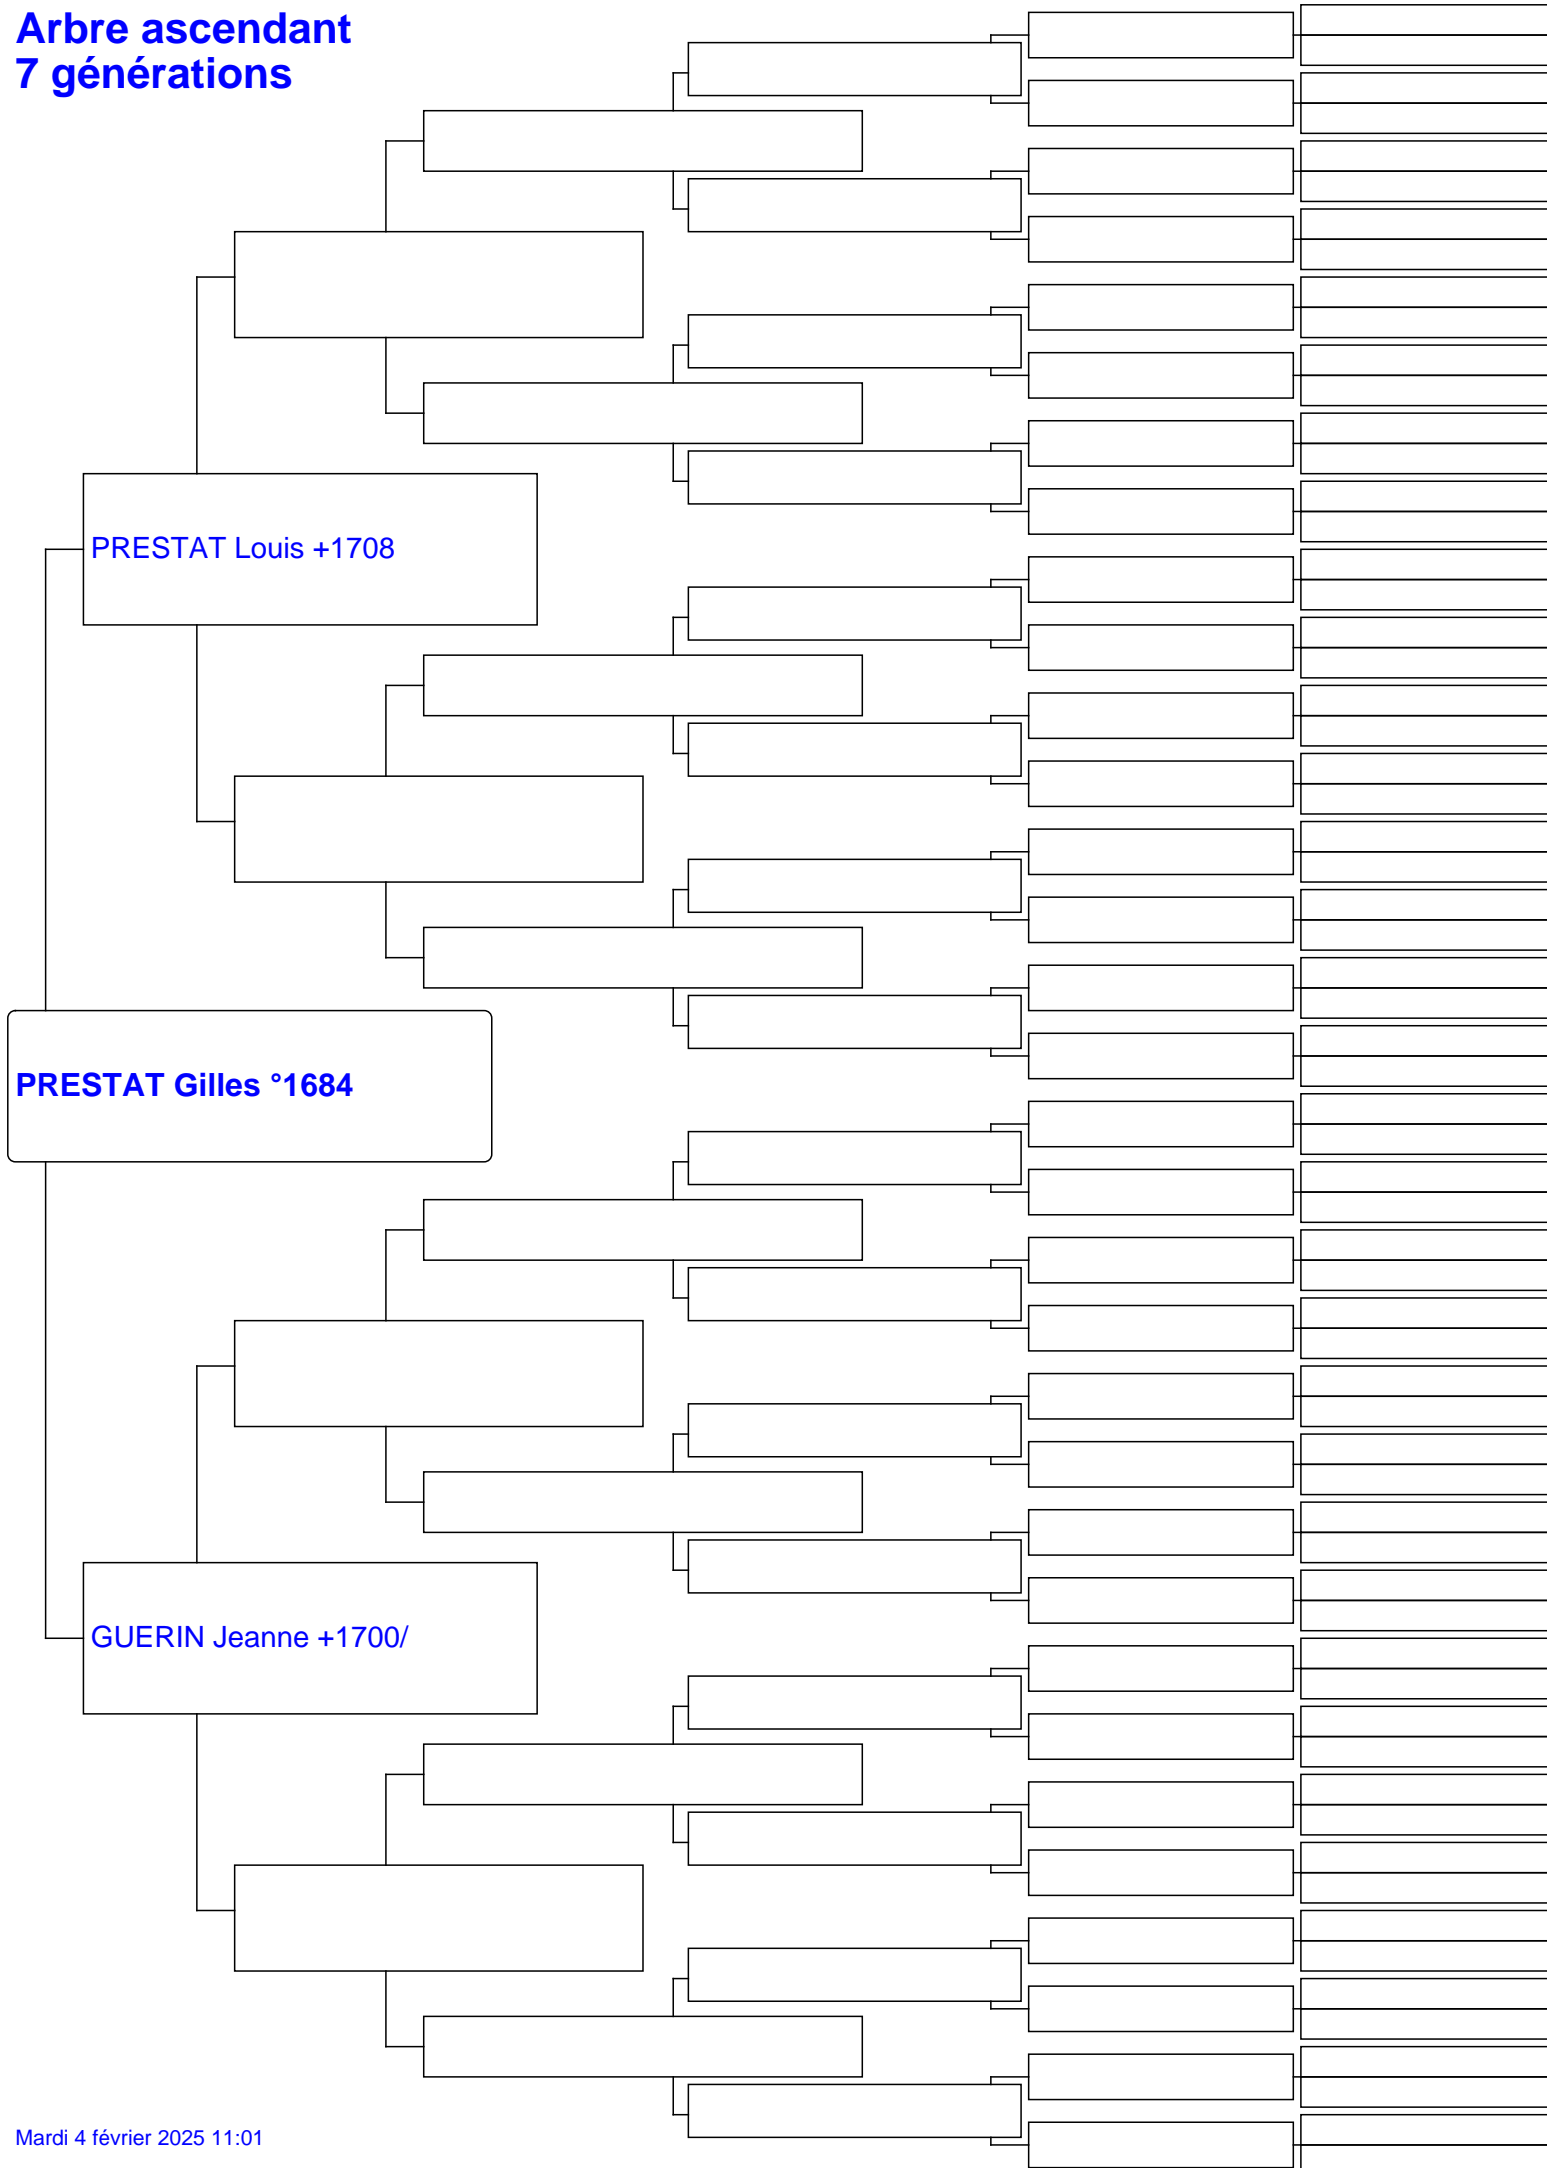 Arbre ascendant
7 générations
PRESTAT Louis +1708
PRESTAT Gilles °1684
GUERIN Jeanne +1700/
Mardi 4 février 2025 11:01